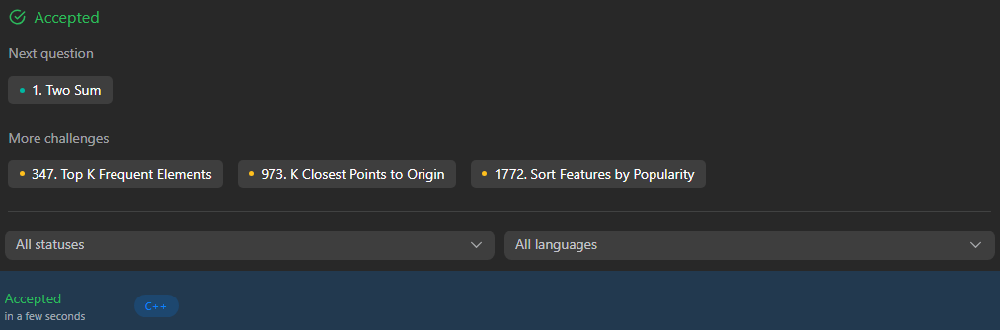 Accepted
Next question
1. Two Sum
More challenges
347. Top K Frequent Elements
973. K Closest Points to Origin
1772. Sort Features by Popularity
All statuses
All languages
Accepted
in a few seconds
C++